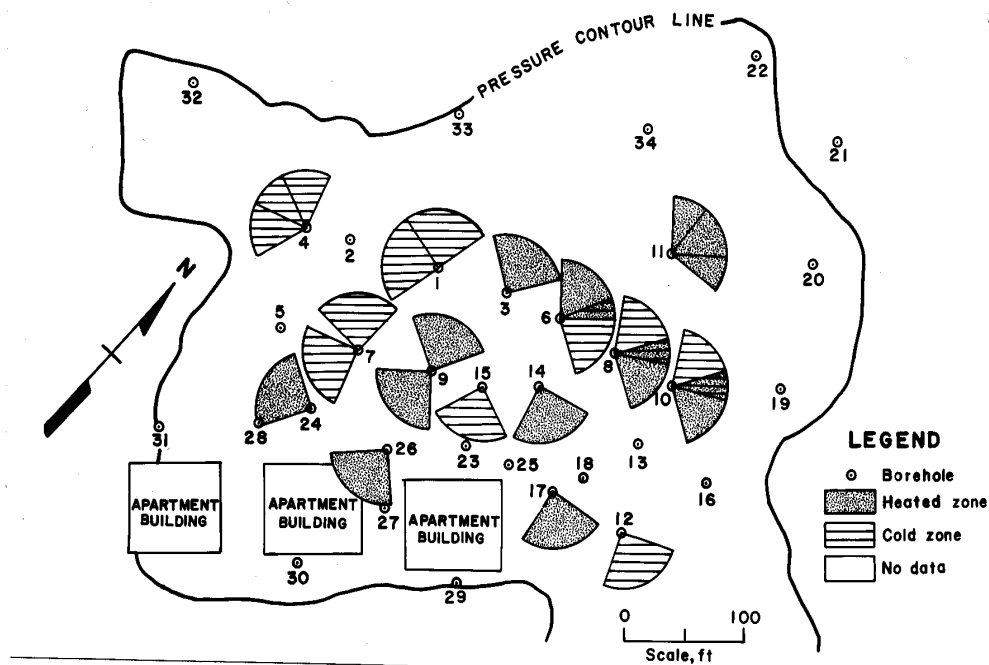 PRESSURE CONTOUR LINE
22
32
33
34
21
4
2
11
N
1
20
3
5
6
7
8
9
15
14
10
19
28
24
31
26
23
25
18
13
16
17
27
12
30
29
APARTMENT
BUILDING
APARTMENT
BUILDING
APARTMENT
BUILDING
LEGEND
Borehole
Heated zone
Cold zone
No data
0 100
Scale, ft